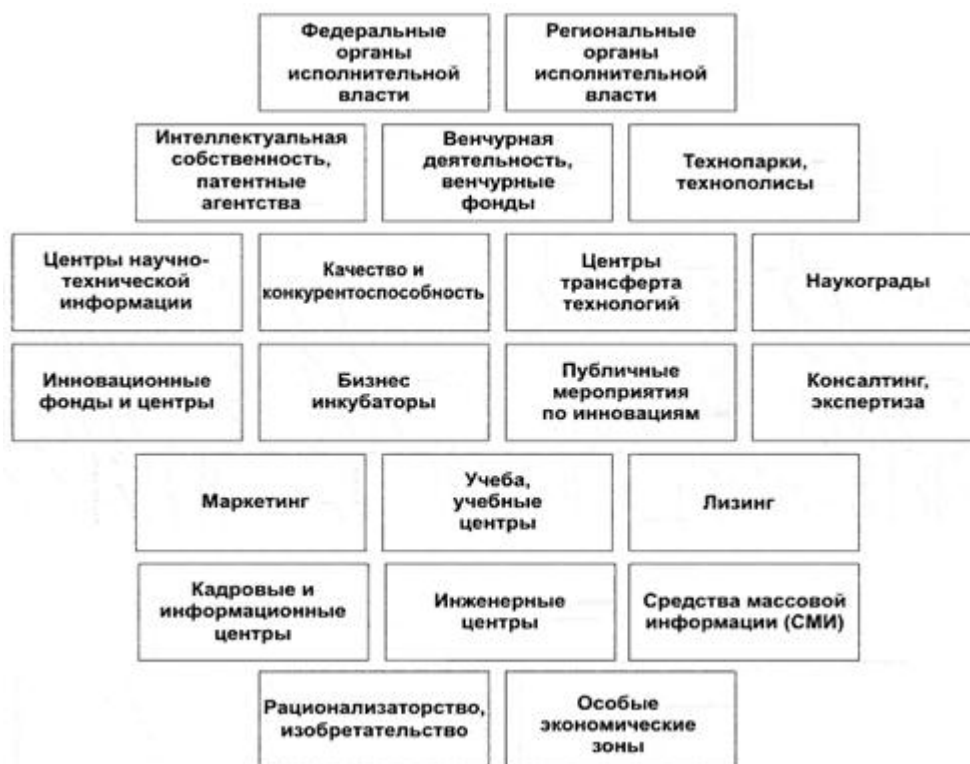 Федеральные
органы
исполнительной
власти
Региональные
органы
исполнительной
власти
Интеллектуальная
собственность,
патентные
агентства
Венчурная
деятельность,
венчурные
фонды
Технопарки,
технополисы
Центры научно-
технической
информации
Качество и
конкурентоспособность
Центры
трансферта
технологий
Наукограды
Инновационные
фонды и центры
Бизнес
инкубаторы
Публичные
мероприятия
по инновациям
Консалтинг,
экспертиза
Маркетинг
Учеба,
учебные
центры
Лизинг
Кадровые и
информационные
центры
Инженерные
центры
Средства массовой
информации (СМИ)
Рационализаторство,
изобретательство
Особые
экономические
зоны